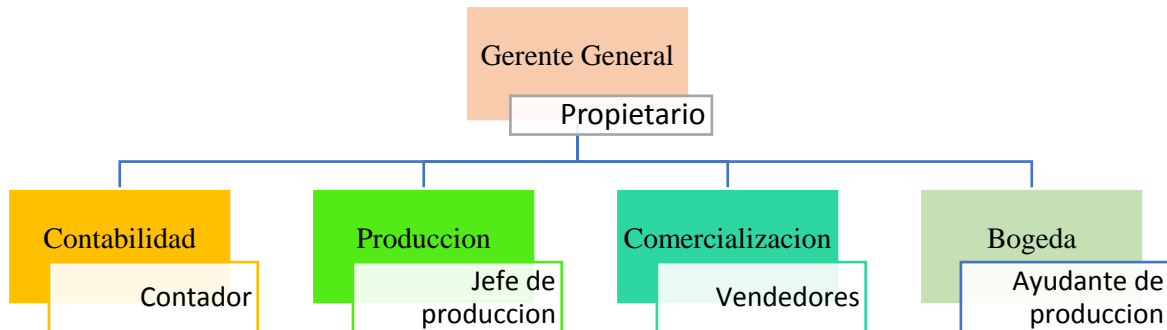 Gerente General
Propietario
Contabilidad
Contador
Produccion
Jefe de
produccion
Comercializacion
Vendedores
Bogeda
Ayudante de
produccion